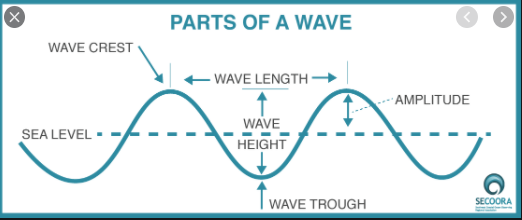 PARTS OF A WAVE
WAVE CREST
WAVE LENGTH
AMPLITUDE
WAVE
SEA LEVEL
HEIGHT
WAVE TROUGH
SECOORA